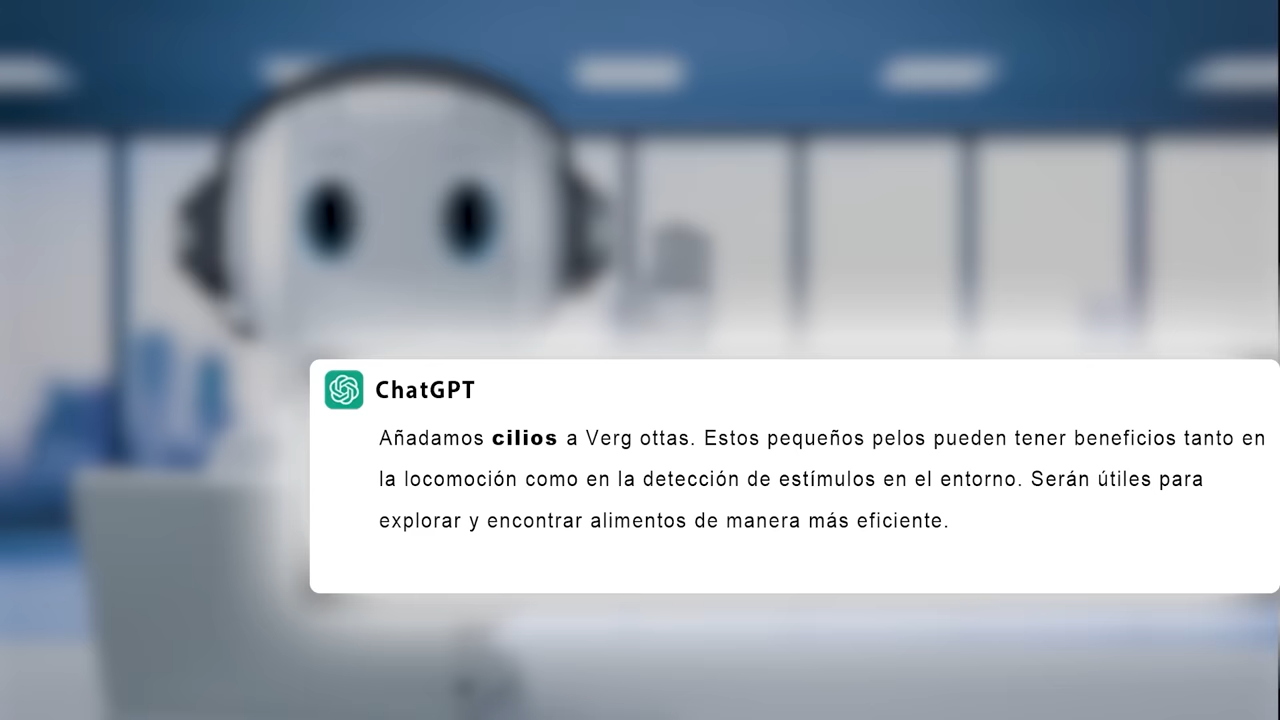 ChatGPT
Añadamos cilios a Verg ottas. Estos pequeños pelos pueden tener beneficios tanto en
la locomoción como en la detección de estímulos en el entorno. Serán útiles para
explorar y encontrar alimentos de manera más eficiente.